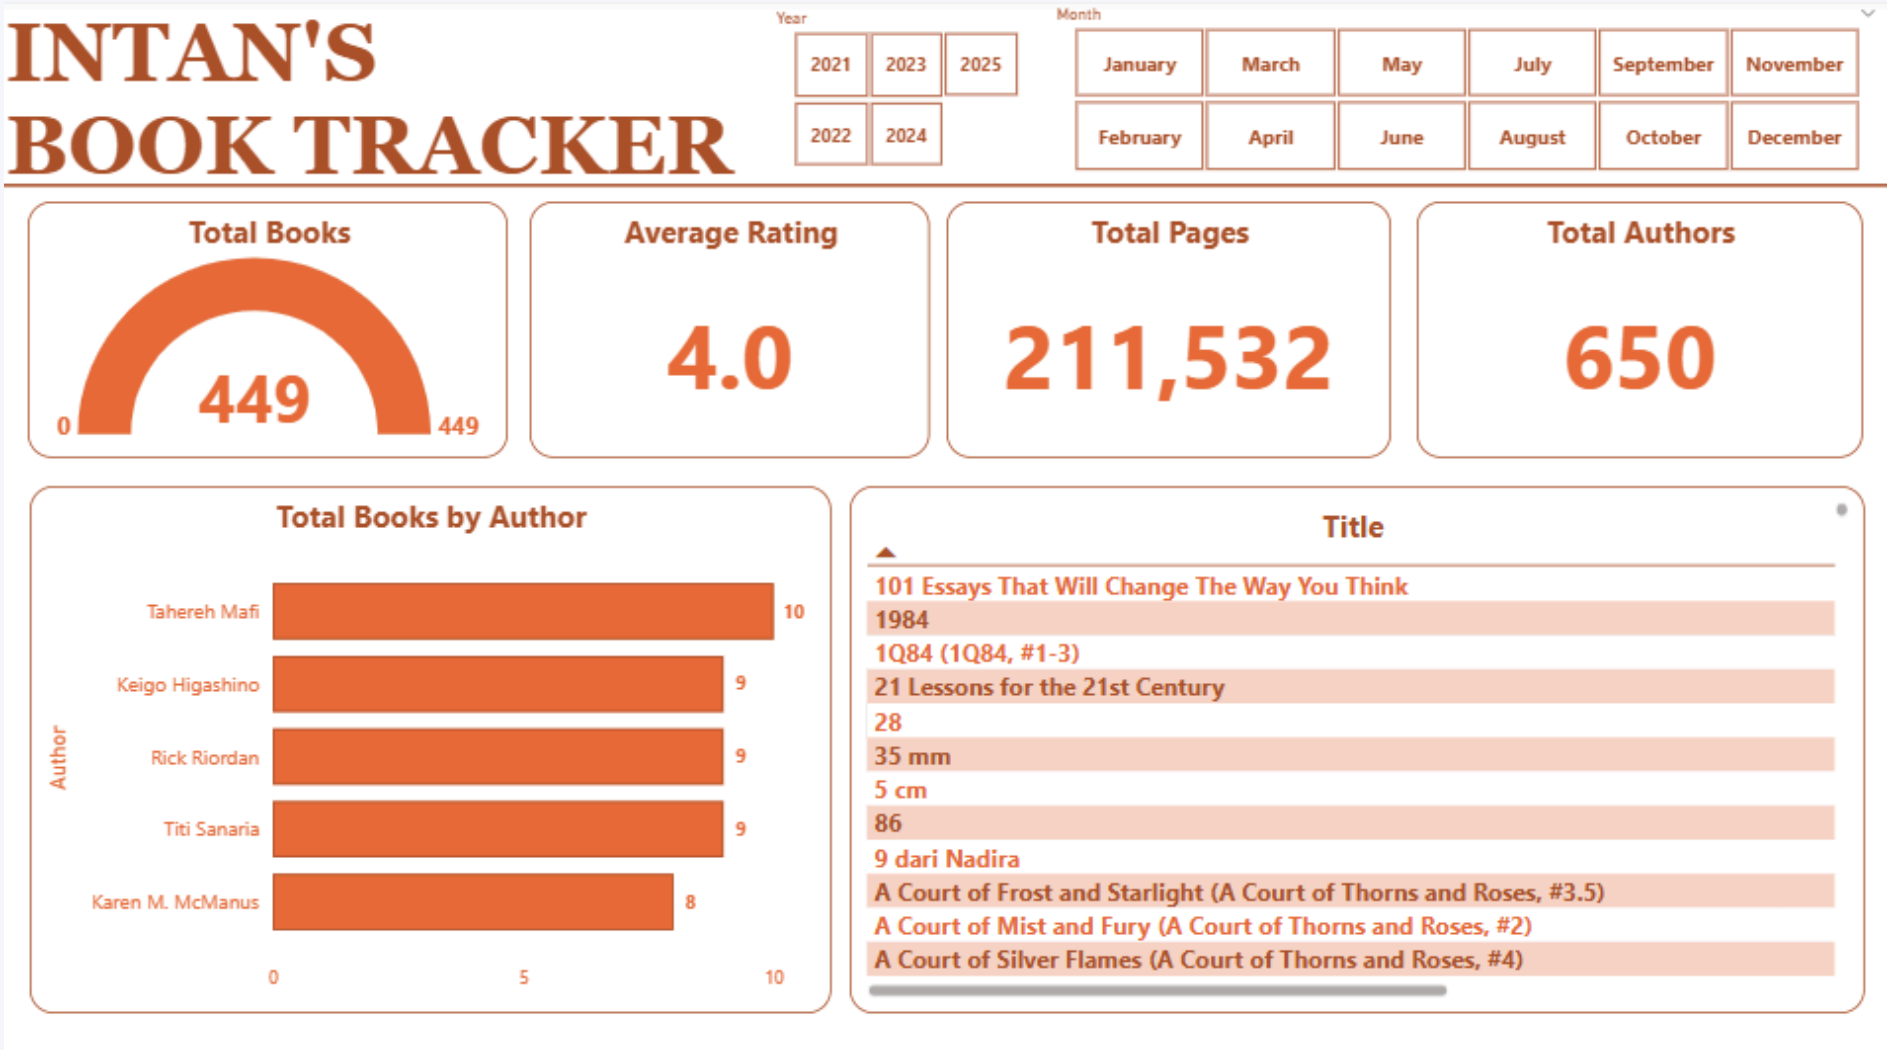 INTAN'S
BOOK TRACKER
Year
2021 2023 2025
2022 2024
Month
January March May July September November
February April June August October December
Total Books
449
0 449
Average Rating
4.0
Total Pages
211,532
Total Authors
650
Total Books by Author
Author
Tahereh Mafi 10
Keigo Higashino 9
Rick Riordan 9
Titi Sanaria 9
Karen M. McManus 8
0 5 10
Title
101 Essays That Will Change The Way You Think
1984
1Q84 (1Q84, #1-3)
21 Lessons for the 21st Century
28
35 mm
5 cm
86
9 dari Nadira
A Court of Frost and Starlight (A Court of Thorns and Roses, #3.5)
A Court of Mist and Fury (A Court of Thorns and Roses, #2)
A Court of Silver Flames (A Court of Thorns and Roses, #4)